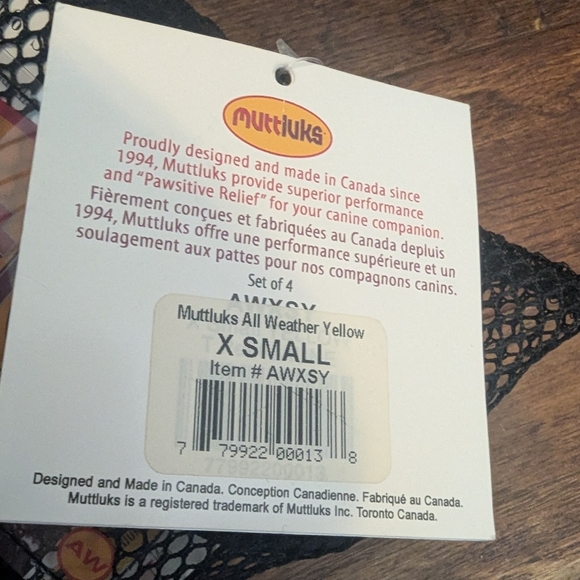 muttluks
Proudly designed and made in Canada since
1994, Muttluks provide superior performance
and "Pawsitive Relief" for your canine companion.
Fièrement conçues et fabriquées au Canada depuis
1994, Muttluks offre une performance supérieure et un
soulagement aux pattes pour nos compagnons canins.
Set of 4
AWXSY
Muttluks All Weather Yellow
X SMALL
Item # AWXSY
7 79922 00013 8
Designed and Made in Canada. Conception Canadienne. Fabriqué au Canada.
Muttluks is a registered trademark of Muttluks Inc. Toronto Canada.
AW